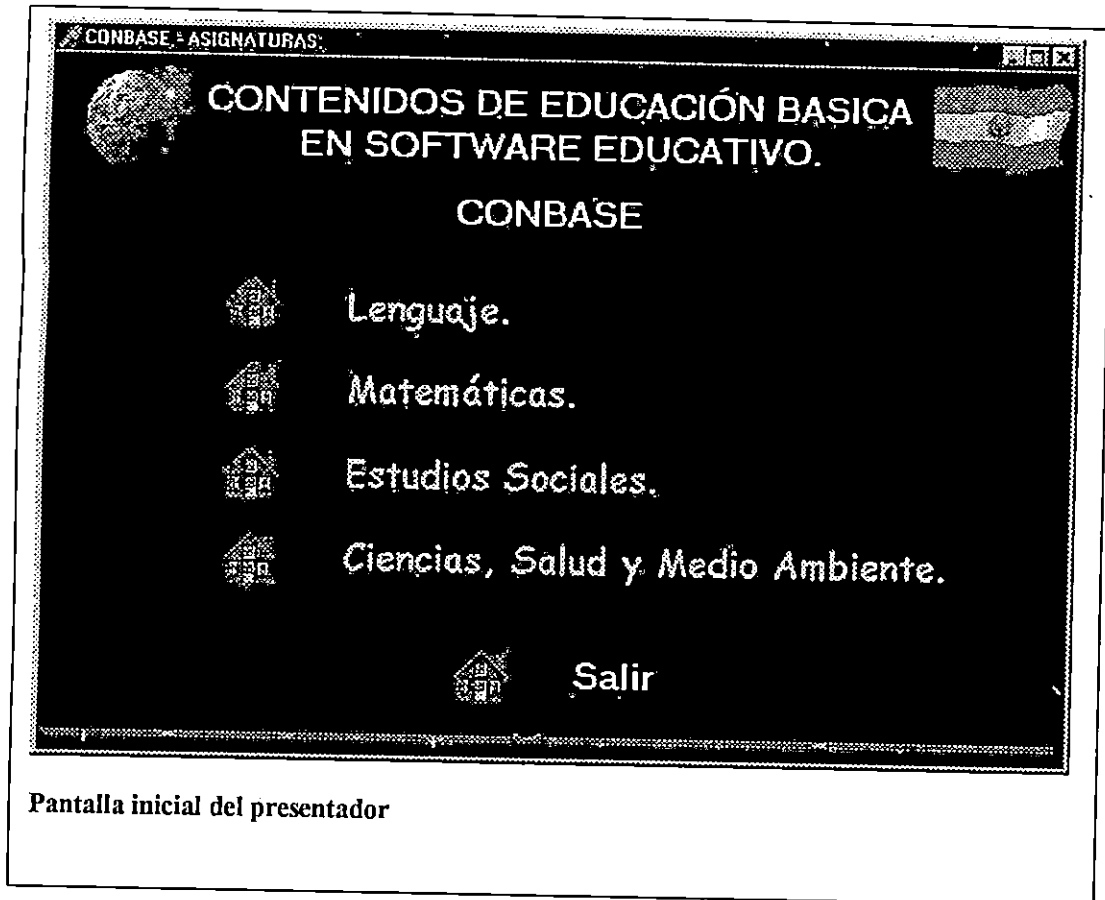 CONBASE - ASIGNATURAS:
CONTENIDOS DE EDUCACIÓN BASICA
EN SOFTWARE EDUCATIVO.
CONBASE
Lenguaje.
Matemáticas.
Estudios Sociales.
Ciencias, Salud y Medio Ambiente.
Salir
Pantalla inicial del presentador